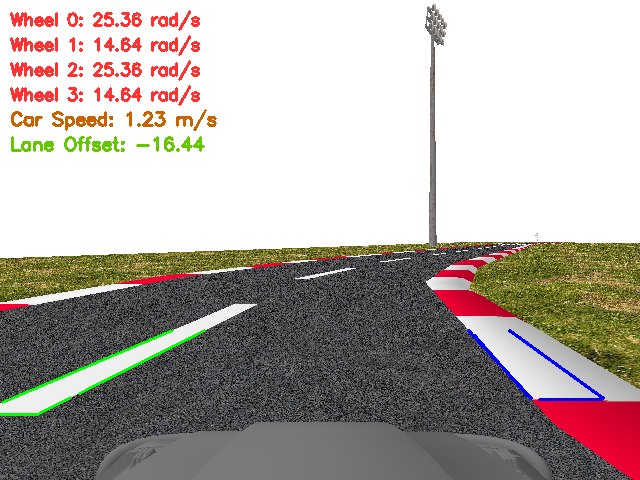 Wheel 0: 25.36 rad/s
Wheel 1: 14.64 rad/s
Wheel 2: 25.36 rad/s
Wheel 3: 14.64 rad/s
Car Speed: 1.23 m/s
Lane Offset: -16.44